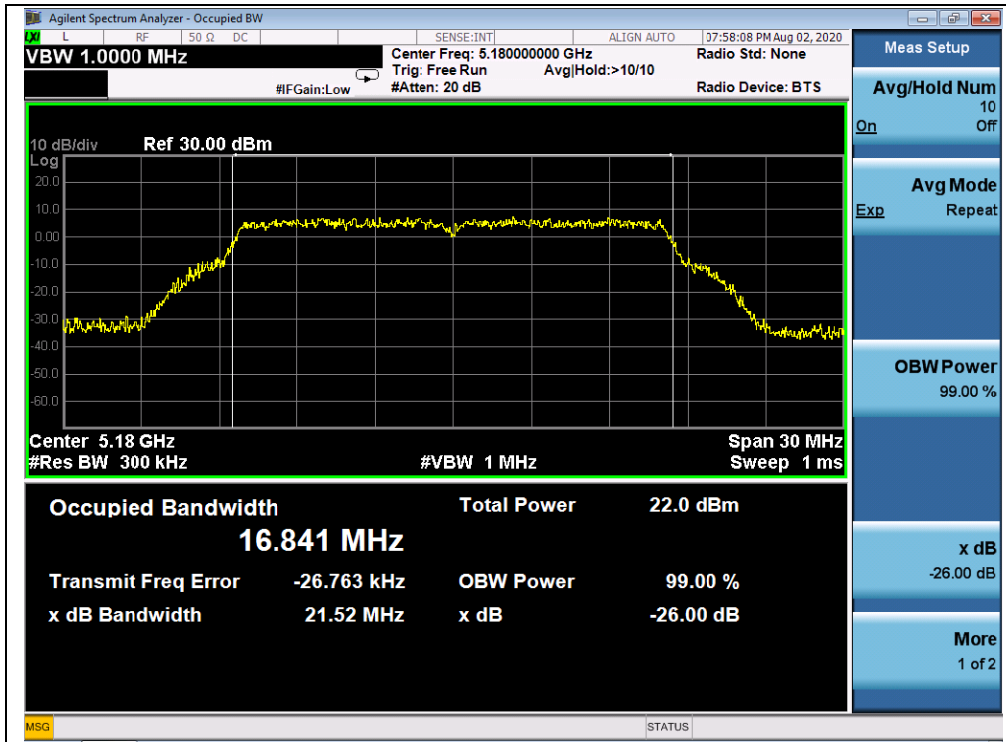 Agilent Spectrum Analyzer - Occupied BW
LXI L RF 50 Ω DC SENSE:INT ALIGN AUTO 07:58:08 PM Aug 02, 2020
VBW 1.0000 MHz
Center Freq: 5.180000000 GHz
Radio Std: None
Trig: Free Run
Avg|Hold:>10/10
#IFGain:Low
#Atten: 20 dB
Radio Device: BTS
10 dB/div
Ref 30.00 dBm
Log
20.0
10.0
0.00
-10.0
-20.0
-30.0
-40.0
-50.0
-60.0
Center 5.18 GHz
Span 30 MHz
#Res BW 300 kHz
#VBW 1 MHz
Sweep 1 ms
Occupied Bandwidth
Total Power 22.0 dBm
16.841 MHz
Transmit Freq Error -26.763 kHz
OBW Power 99.00 %
x dB Bandwidth 21.52 MHz
x dB -26.00 dB
Meas Setup
Avg/Hold Num
10
On Off
Avg Mode
Exp Repeat
OBW Power
99.00 %
x dB
-26.00 dB
More
1 of 2
MSG
STATUS